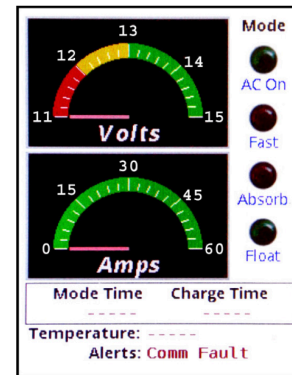 Mode
13
12
14
11
15
Volts
AC On
Fast
30
15
45
0
60
Amps
Absorb
Float
Mode Time Charge Time
----- -----
Temperature: -----
Alerts: Comm Fault